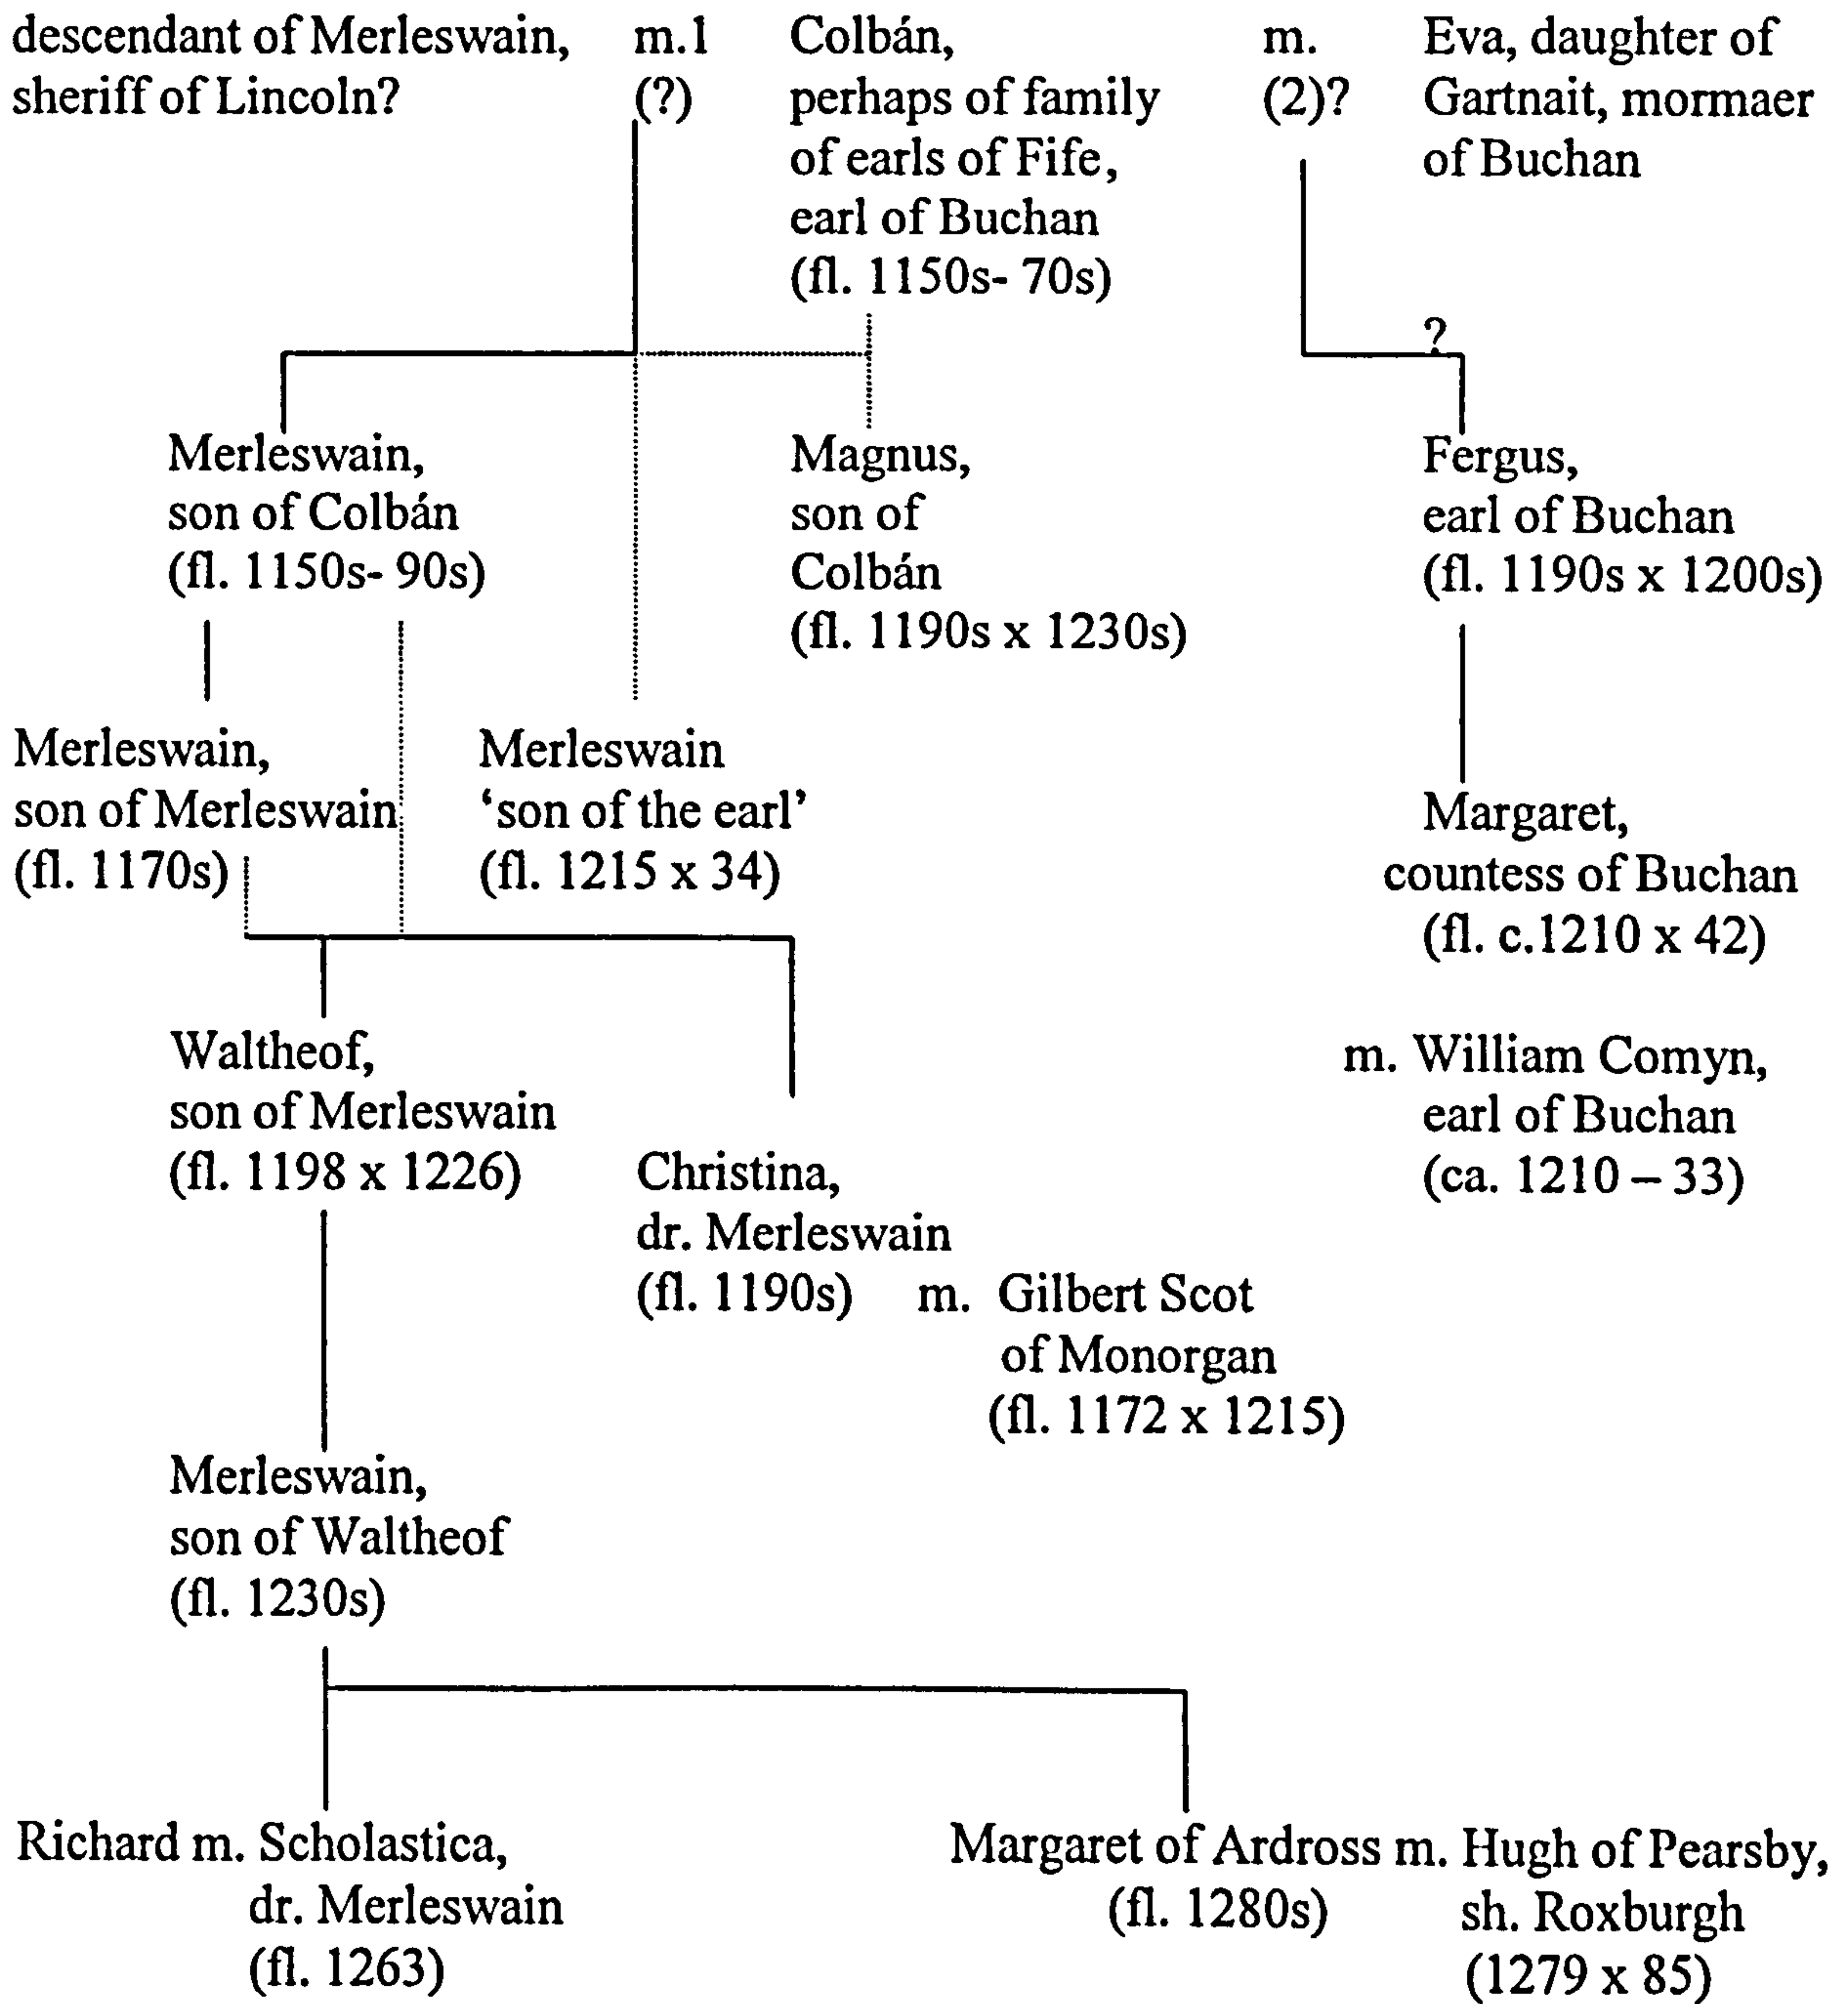 descendant of Merleswain,
sheriff of Lincoln?
m.1
(?)
Colbán,
perhaps of family
of earls of Fife,
earl of Buchan
(fl. 1150s- 70s)
m.
(2)?
Eva, daughter of
Gartnait, mormaer
of Buchan
?
Merleswain,
son of Colbán
(fl. 1150s- 90s)
Magnus,
son of
Colbán
(fl. 1190s x 1230s)
Fergus,
earl of Buchan
(fl. 1190s x 1200s)
Merleswain,
son of Merleswain
(fl. 1170s)
Merleswain
‘son of the earl’
(fl. 1215 x 34)
Margaret,
countess of Buchan
(fl. c.1210 x 42)
m. William Comyn,
earl of Buchan
(ca. 1210 – 33)
Waltheof,
son of Merleswain
(fl. 1198 x 1226)
Christina,
dr. Merleswain
(fl. 1190s)
m. Gilbert Scot
of Monorgan
(fl. 1172 x 1215)
Merleswain,
son of Waltheof
(fl. 1230s)
Richard m. Scholastica,
dr. Merleswain
(fl. 1263)
Margaret of Ardross m. Hugh of Pearsby,
(fl. 1280s)
sh. Roxburgh
(1279 x 85)